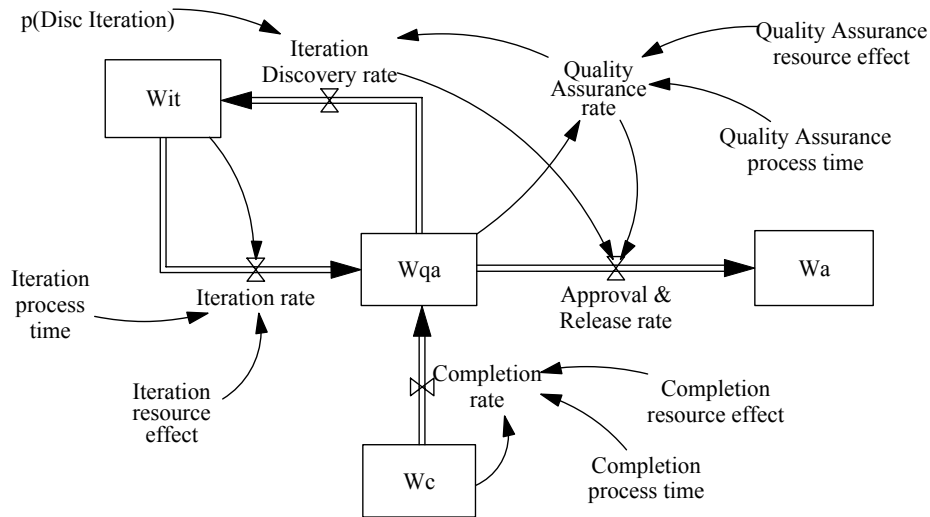 p(Disc Iteration)
Iteration
Discovery rate
Quality
Assurance
rate
Quality Assurance
resource effect
Quality Assurance
process time
Wit
Wqa
Wa
Iteration
process
time
Iteration rate
Approval &
Release rate
Iteration
resource
effect
Completion
rate
Completion
resource effect
Completion
process time
Wc